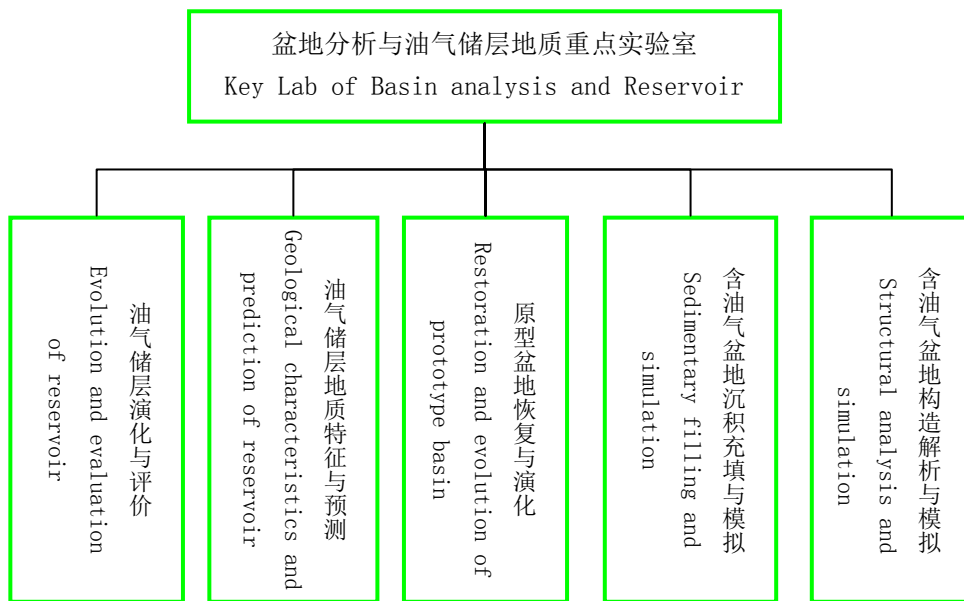 盆地分析与油气储层地质重点实验室
Key Lab of Basin analysis and Reservoir
油气储层演化与评价
Evolution and evaluation
of reservoir
油气储层地质特征与预测
Geological characteristics and
prediction of reservoir
原型盆地恢复与演化
Restoration and evolution of
prototype basin
含油气盆地沉积充填与模拟
Sedimentary filling and
simulation
含油气盆地构造解析与模拟
Structural analysis and
simulation